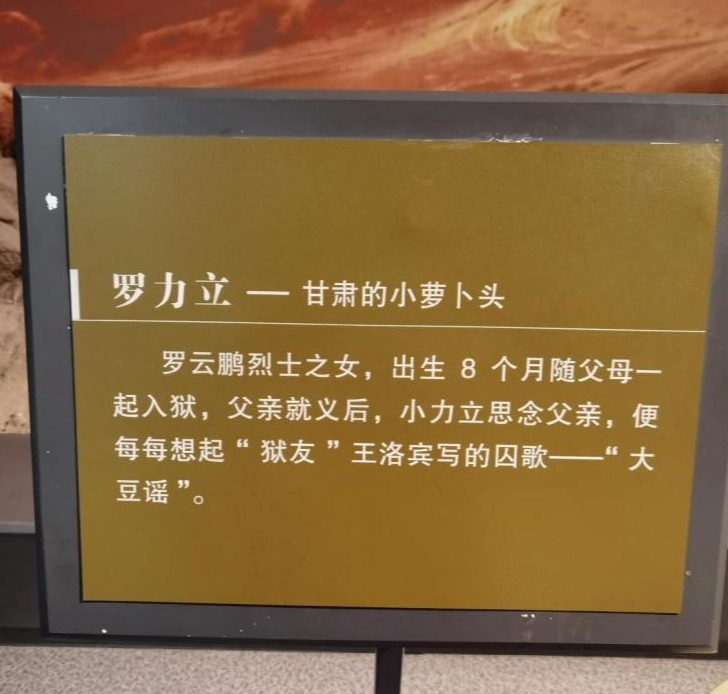 罗力立 — 甘肃的小萝卜头
罗云鹏烈士之女，出生 8 个月随父母一
起入狱，父亲就义后，小力立思念父亲，便
每每想起“狱友”王洛宾写的囚歌——“大
豆谣”。